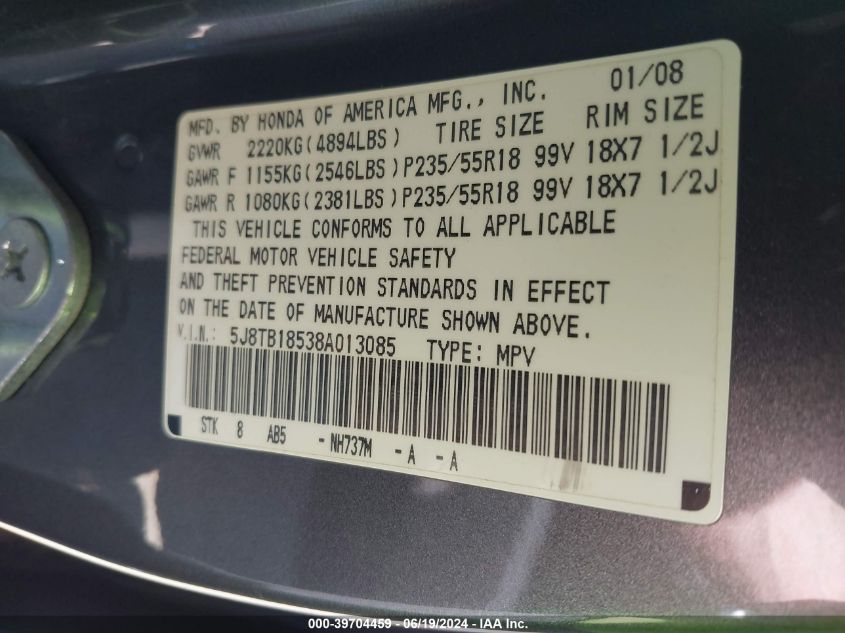 MFD. BY HONDA OF AMERICA MFG., INC. 01/08
GVWR 2220KG(4894LBS) TIRE SIZE RIM SIZE
GAWR F 1155KG(2546LBS)P235/55R18 99V 18X7 1/2J
GAWR R 1080KG(2381LBS)P235/55R18 99V 18X7 1/2J
THIS VEHICLE CONFORMS TO ALL APPLICABLE
FEDERAL MOTOR VEHICLE SAFETY
AND THEFT PREVENTION STANDARDS IN EFFECT
ON THE DATE OF MANUFACTURE SHOWN ABOVE.
V.I.N.: 5J8TB18538A013085 TYPE: MPV
STK 8 AB5 -NH737M -A -A
000-39704459 - 06/19/2024 - IAA Inc.